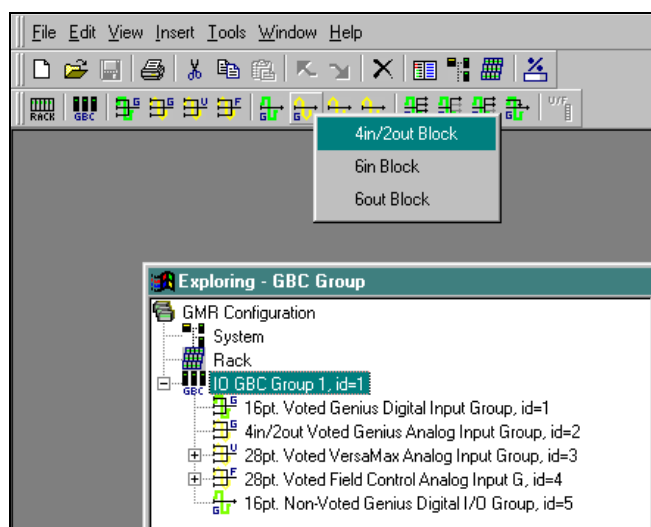 File Edit View Insert Tools Window Help
RACK GBC G G U F G G U/F
4in/2out Block
6in Block
6out Block
Exploring - GBC Group
GMR Configuration
System
Rack
GBC IO GBC Group 1, id=1
G 16pt. Voted Genius Digital Input Group, id=1
G 4in/2out Voted Genius Analog Input Group, id=2
U 28pt. Voted VersaMax Analog Input Group, id=3
F 28pt. Voted Field Control Analog Input G, id=4
G 16pt. Non-Voted Genius Digital I/O Group, id=5